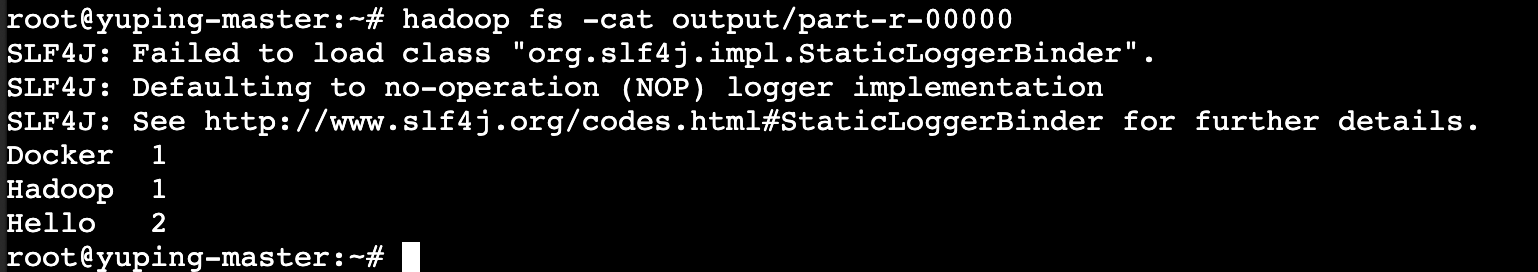 root@yuping-master:~# hadoop fs -cat output/part-r-00000
SLF4J: Failed to load class "org.slf4j.impl.StaticLoggerBinder".
SLF4J: Defaulting to no-operation (NOP) logger implementation
SLF4J: See http://www.slf4j.org/codes.html#StaticLoggerBinder for further details.
Docker  1
Hadoop  1
Hello   2
root@yuping-master:~#